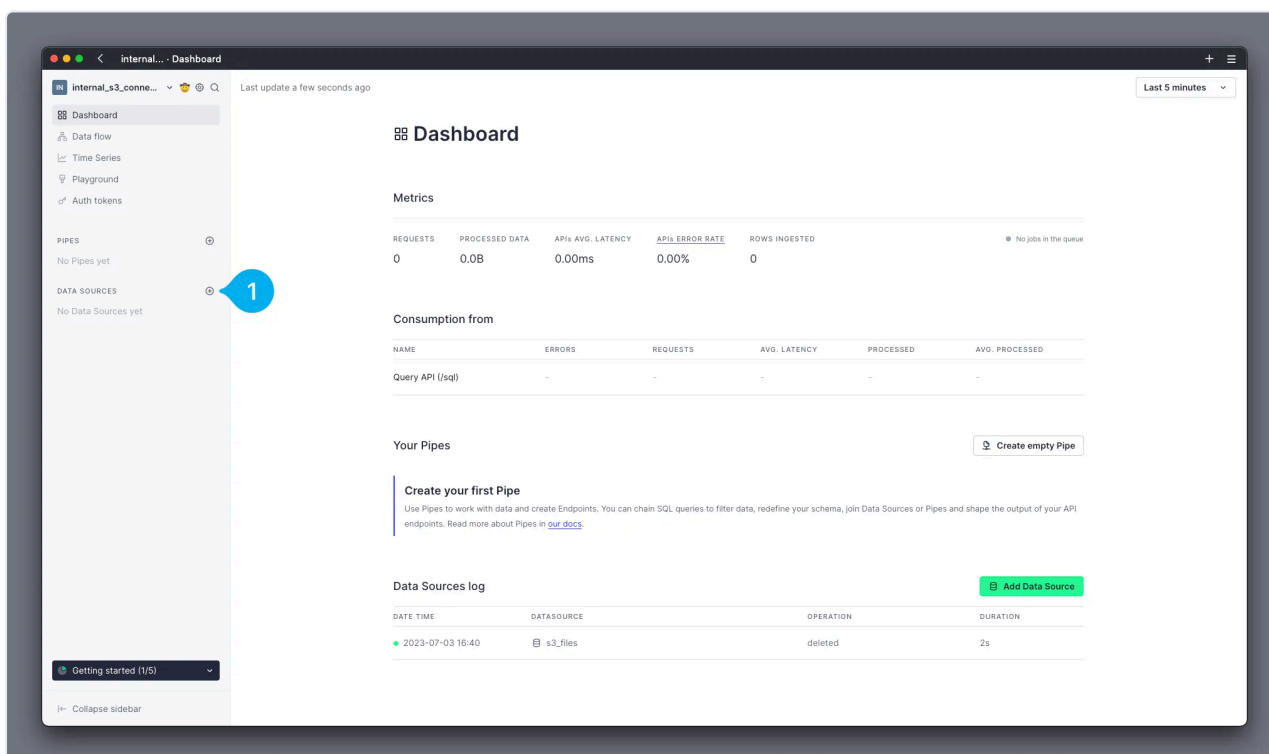 internal... · Dashboard
IN internal_s3_conne...
Last update a few seconds ago
Last 5 minutes
Dashboard
Data flow
Time Series
Playground
Auth tokens
PIPES
No Pipes yet
DATA SOURCES
1
No Data Sources yet
Getting started (1/5)
Collapse sidebar
Dashboard
Metrics
REQUESTS PROCESSED DATA APIs AVG. LATENCY APIs ERROR RATE ROWS INGESTED No jobs in the queue
0 0.0B 0.00ms 0.00% 0
Consumption from
NAME ERRORS REQUESTS AVG. LATENCY PROCESSED AVG. PROCESSED
Query API (/sql) - - - - -
Your Pipes
Create empty Pipe
Create your first Pipe
Use Pipes to work with data and create Endpoints. You can chain SQL queries to filter data, redefine your schema, join Data Sources or Pipes and shape the output of your API
endpoints. Read more about Pipes in our docs.
Data Sources log
Add Data Source
DATE TIME DATASOURCE OPERATION DURATION
2023-07-03 16:40 s3_files deleted 2s